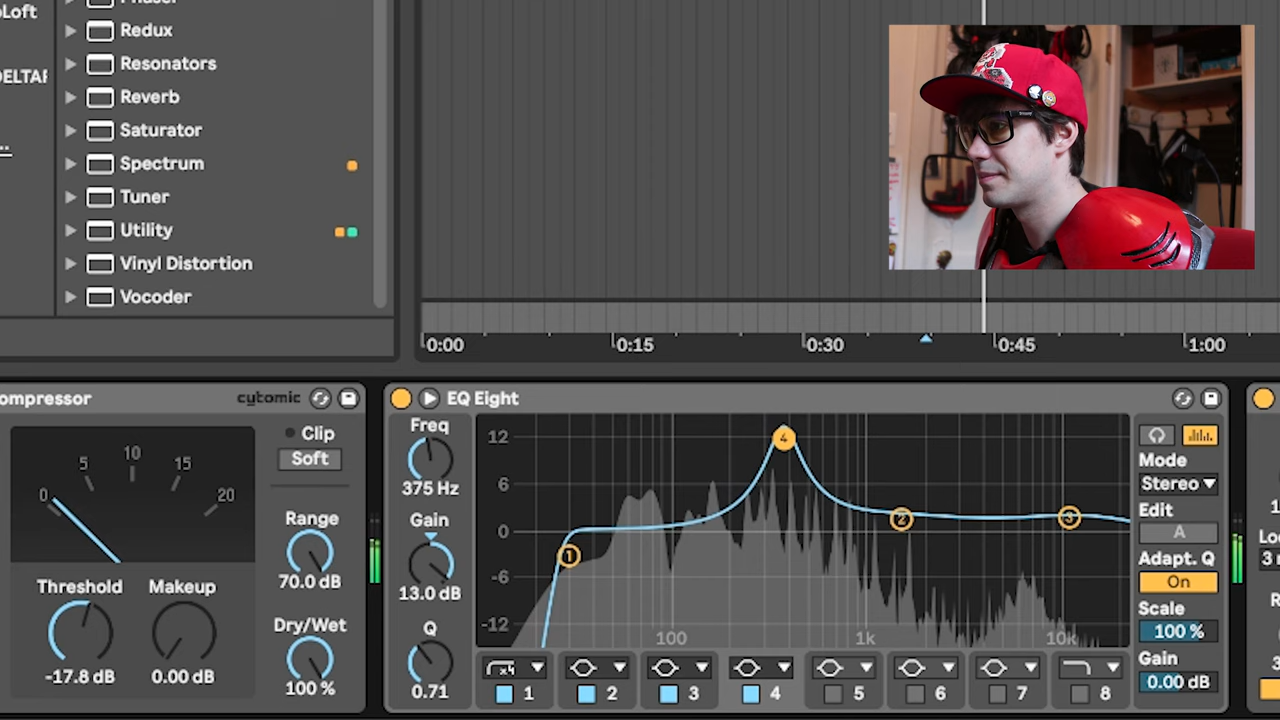 Redux
Resonators
Reverb
Saturator
Spectrum
Tuner
Utility
Vinyl Distortion
Vocoder
0:00
0:15
0:30
0:45
1:00
cytomic
Clip
Soft
0
5
10
15
20
Range
70.0 dB
Threshold
-17.8 dB
Makeup
0.00 dB
Dry/Wet
100 %
EQ Eight
Freq
375 Hz
Gain
13.0 dB
Q
0.71
12
6
0
-6
-12
1
4
2
3
100
1k
10k
x4
1
2
3
4
5
6
7
8
Mode
Stereo
Edit
A
Adapt. Q
On
Scale
100 %
Gain
0.00 dB